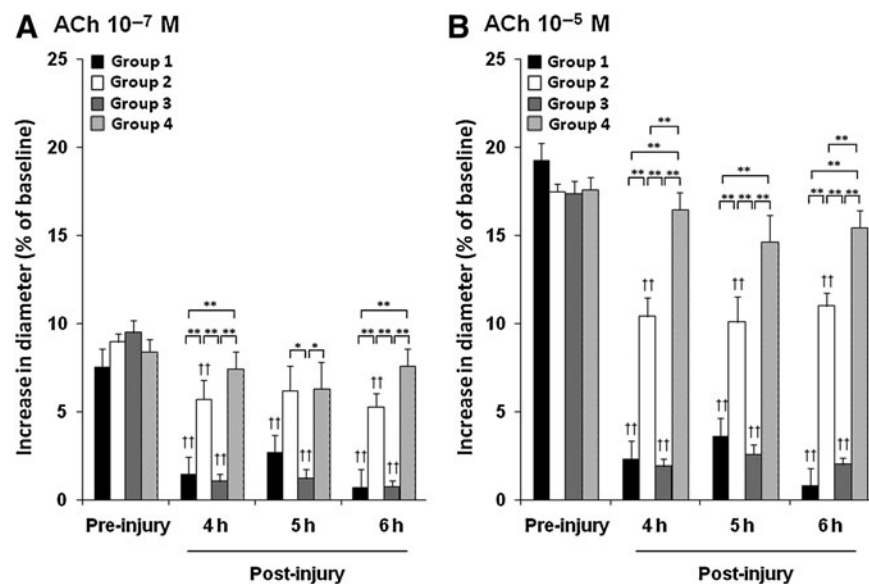 A ACh 10⁻⁷ M
Increase in diameter (% of baseline)
25
20
15
10
5
0
Group 1
Group 2
Group 3
Group 4
**
** ** **
* *
**
** ** **
†† †† ††
†† ††
†† †† ††
Pre-injury 4 h 5 h 6 h
Post-injury
B ACh 10⁻⁵ M
Increase in diameter (% of baseline)
25
20
15
10
5
0
Group 1
Group 2
Group 3
Group 4
**
**
** ** **
**
** ** **
**
**
** ** **
†† †† ††
†† †† ††
†† †† ††
Pre-injury 4 h 5 h 6 h
Post-injury